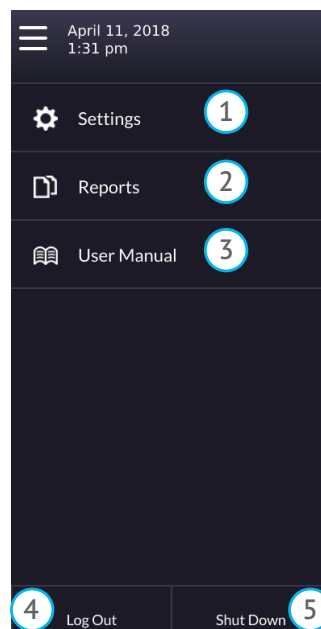 April 11, 2018
1:31 pm
Settings 1
Reports 2
User Manual 3
4 Log Out Shut Down 5